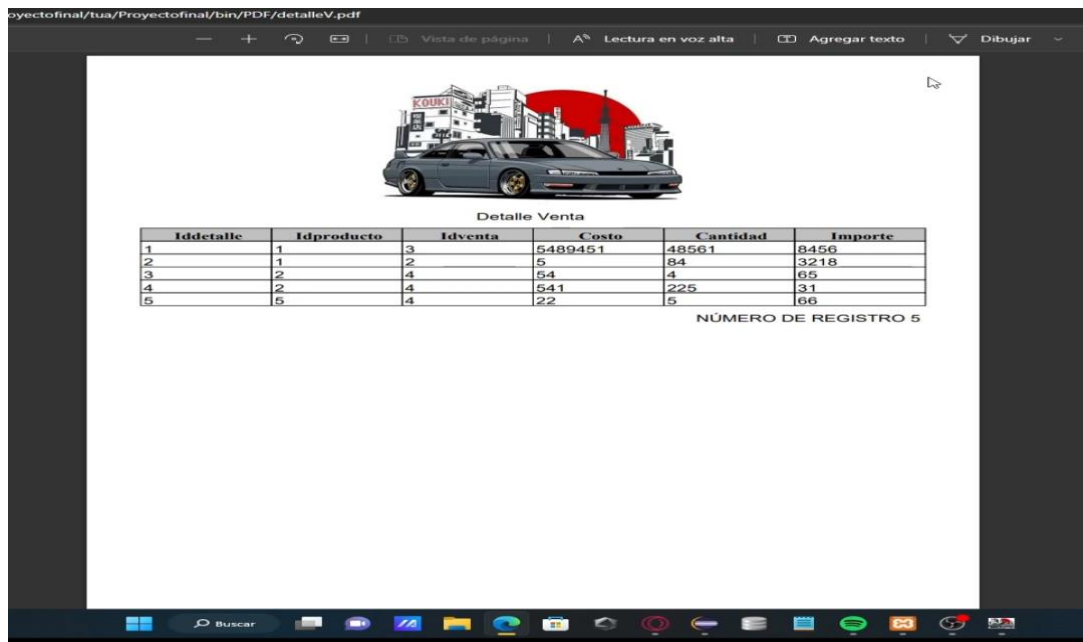 oyectofinal/tua/Proyectofinal/bin/PDF/detalleV.pdf
Vista de página Lectura en voz alta Agregar texto Dibujar
KOUKI
Detalle Venta
Iddetalle Idproducto Idventa Costo Cantidad Importe
1 1 3 5489451 48561 8456
2 1 2 5 84 3218
3 2 4 54 4 65
4 2 4 541 225 31
5 5 4 22 5 66
NÚMERO DE REGISTRO 5
Buscar